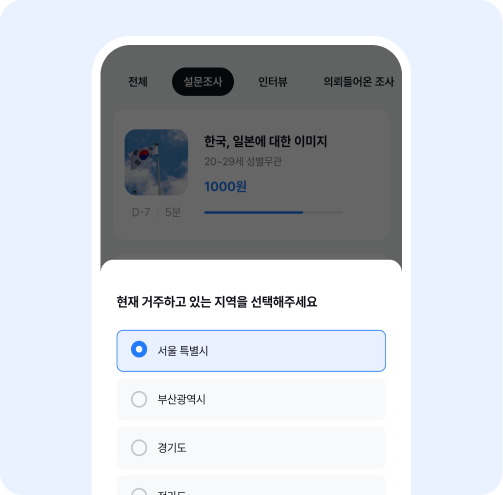 전체 설문조사 인터뷰 의뢰들어온 조사
한국, 일본에 대한 이미지
20~29세 성별무관
1000원
D-7 5분
현재 거주하고 있는 지역을 선택해주세요
서울 특별시
부산광역시
경기도
전라도